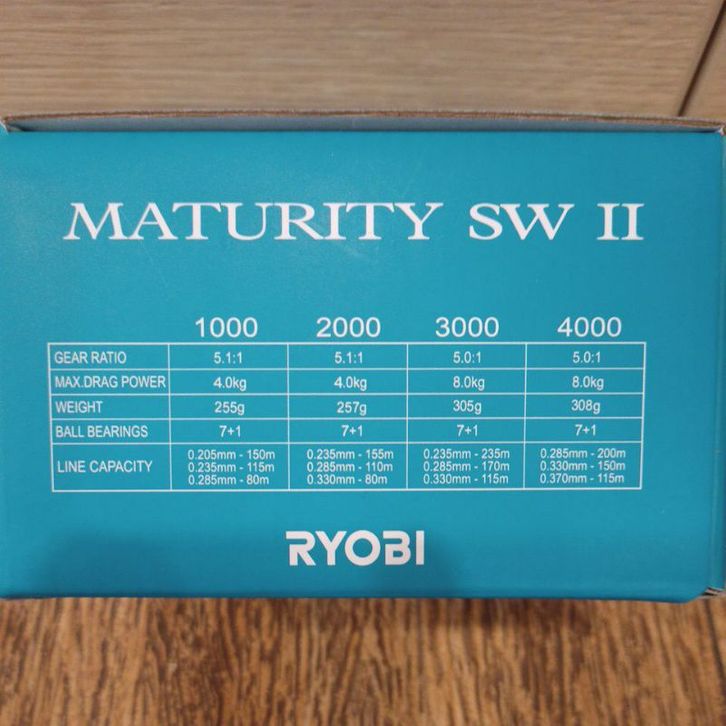 MATURITY SW II
1000 2000 3000 4000
GEAR RATIO 5.1:1 5.1:1 5.0:1 5.0:1
MAX.DRAG POWER 4.0kg 4.0kg 8.0kg 8.0kg
WEIGHT 255g 257g 305g 308g
BALL BEARINGS 7+1 7+1 7+1 7+1
LINE CAPACITY
0.205mm - 150m 0.235mm - 155m 0.235mm - 235m 0.285mm - 200m
0.235mm - 115m 0.285mm - 110m 0.285mm - 170m 0.330mm - 150m
0.285mm - 80m 0.330mm - 80m 0.330mm - 115m 0.370mm - 115m
RYOBI